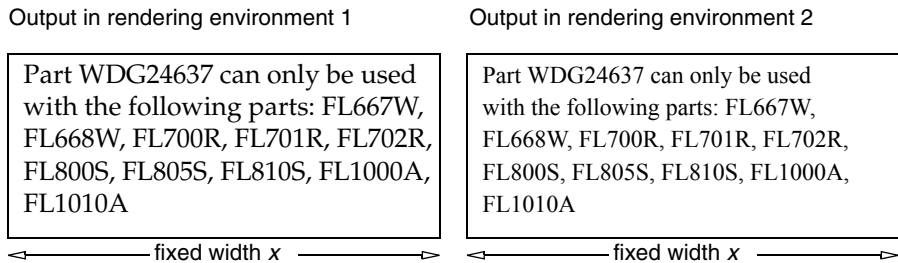 Output in rendering environment 1
Part WDG24637 can only be used
with the following parts: FL667W,
FL668W, FL700R, FL701R, FL702R,
FL800S, FL805S, FL810S, FL1000A,
FL1010A
fixed width x
Output in rendering environment 2
Part WDG24637 can only be used
with the following parts: FL667W,
FL668W, FL700R, FL701R, FL702R,
FL800S, FL805S, FL810S, FL1000A,
FL1010A
fixed width x